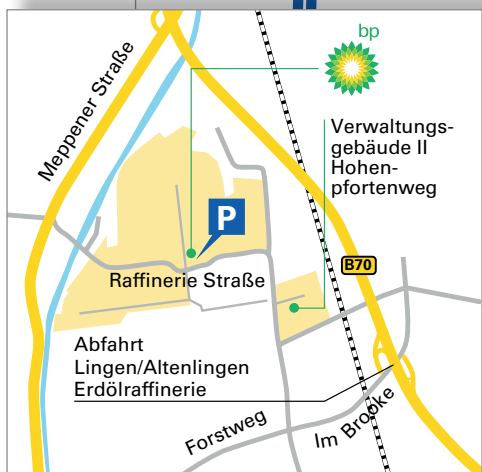 bp
Meppener Straße
Verwaltungs-
gebäude II
Hohen-
pfortenweg
P
B70
Raffinerie Straße
Abfahrt
Lingen/Altenlingen
Erdölraffinerie
Forstweg
Im Brooke